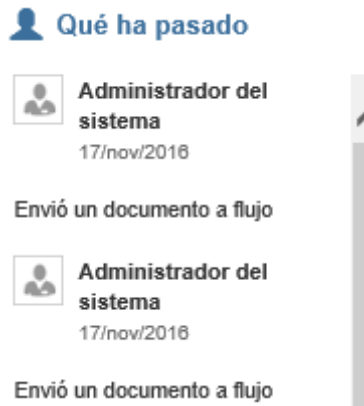 Qué ha pasado
Administrador del
sistema
17/nov/2016
Envió un documento a flujo
Administrador del
sistema
17/nov/2016
Envió un documento a flujo